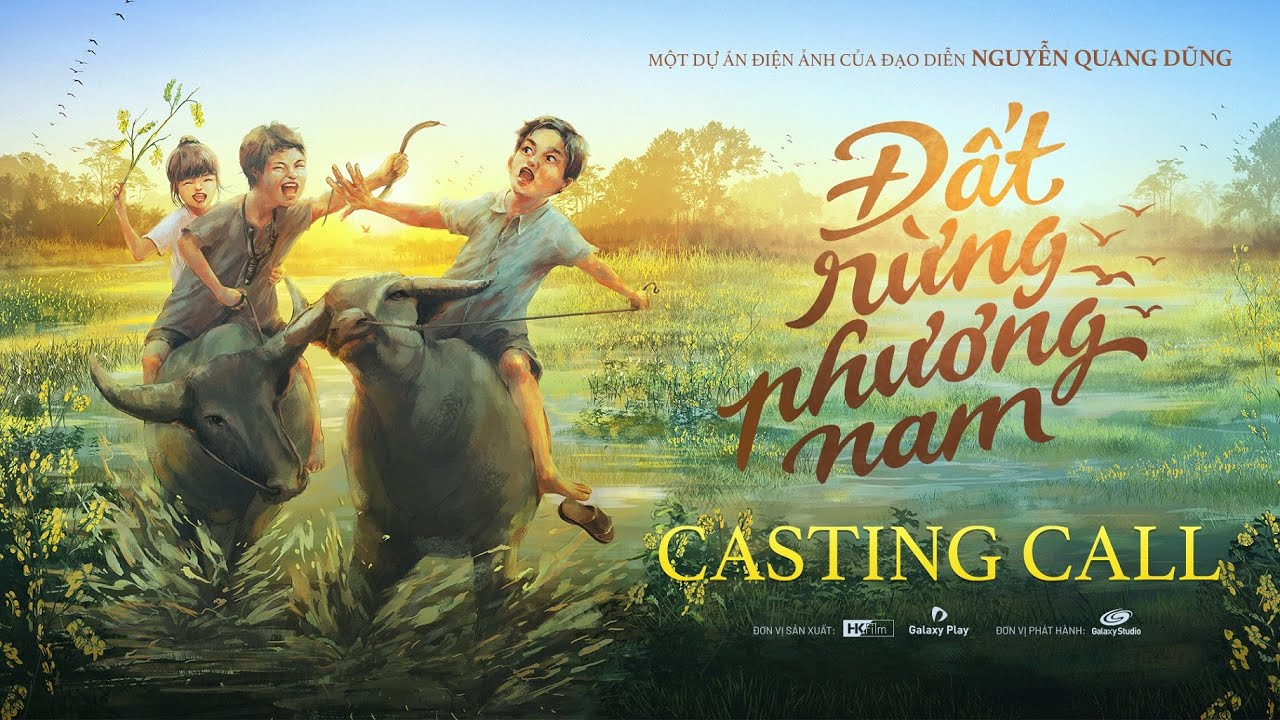 MỘT DỰ ÁN ĐIỆN ẢNH CỦA ĐẠO DIỄN NGUYỄN QUANG DŨNG
Đất
rừng
phương
nam
CASTING CALL
ĐƠN VỊ SẢN XUẤT: HKFilm Galaxy Play ĐƠN VỊ PHÁT HÀNH: Galaxy Studio